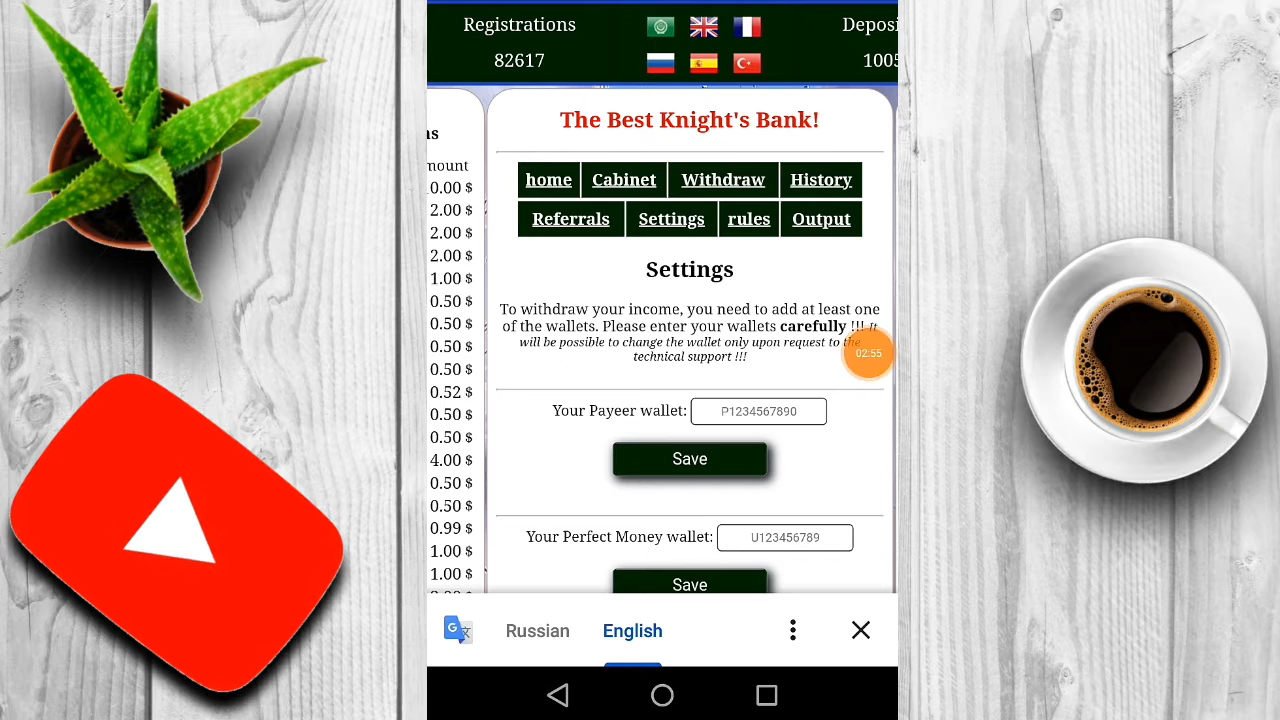 Registrations
82617
Deposi
1005
The Best Knight's Bank!
home Cabinet Withdraw History
Referrals Settings rules Output
ns
mount
0.00 $
2.00 $
2.00 $
2.00 $
1.00 $
0.50 $
0.50 $
0.50 $
0.50 $
0.52 $
0.50 $
0.50 $
4.00 $
0.50 $
0.50 $
0.99 $
1.00 $
1.00 $
Settings
To withdraw your income, you need to add at least one
of the wallets. Please enter your wallets carefully !!! It
will be possible to change the wallet only upon request to the
technical support !!!
02:55
Your Payeer wallet: P1234567890
Save
Your Perfect Money wallet: U123456789
Save
Russian English